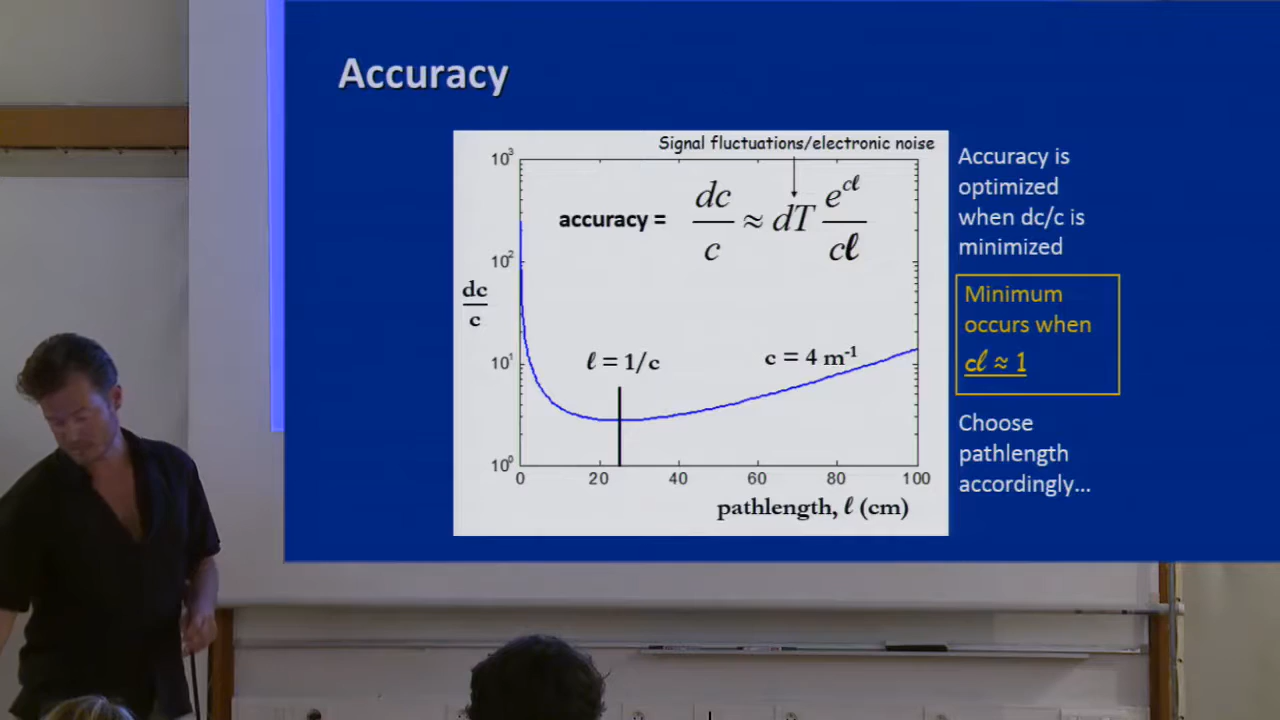 Accuracy
Signal fluctuations/electronic noise
accuracy = dc/c ≈ dT e^cℓ/cℓ
10³
10²
10¹
10⁰
dc/c
ℓ = 1/c
c = 4 m⁻¹
0 20 40 60 80 100
pathlength, ℓ (cm)
Accuracy is
optimized
when dc/c is
minimized
Minimum
occurs when
cℓ ≈ 1
Choose
pathlength
accordingly...